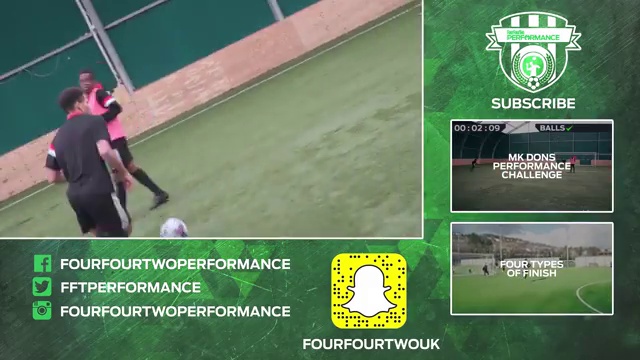 PERFORMANCE
SUBSCRIBE
00:02:09
BALLS
MK DONS
PERFORMANCE
CHALLENGE
FOUR TYPES
OF FINISH
FOURFOURTWOPERFORMANCE
FFTPERFORMANCE
FOURFOURTWOPERFORMANCE
FOURFOURTWOUK